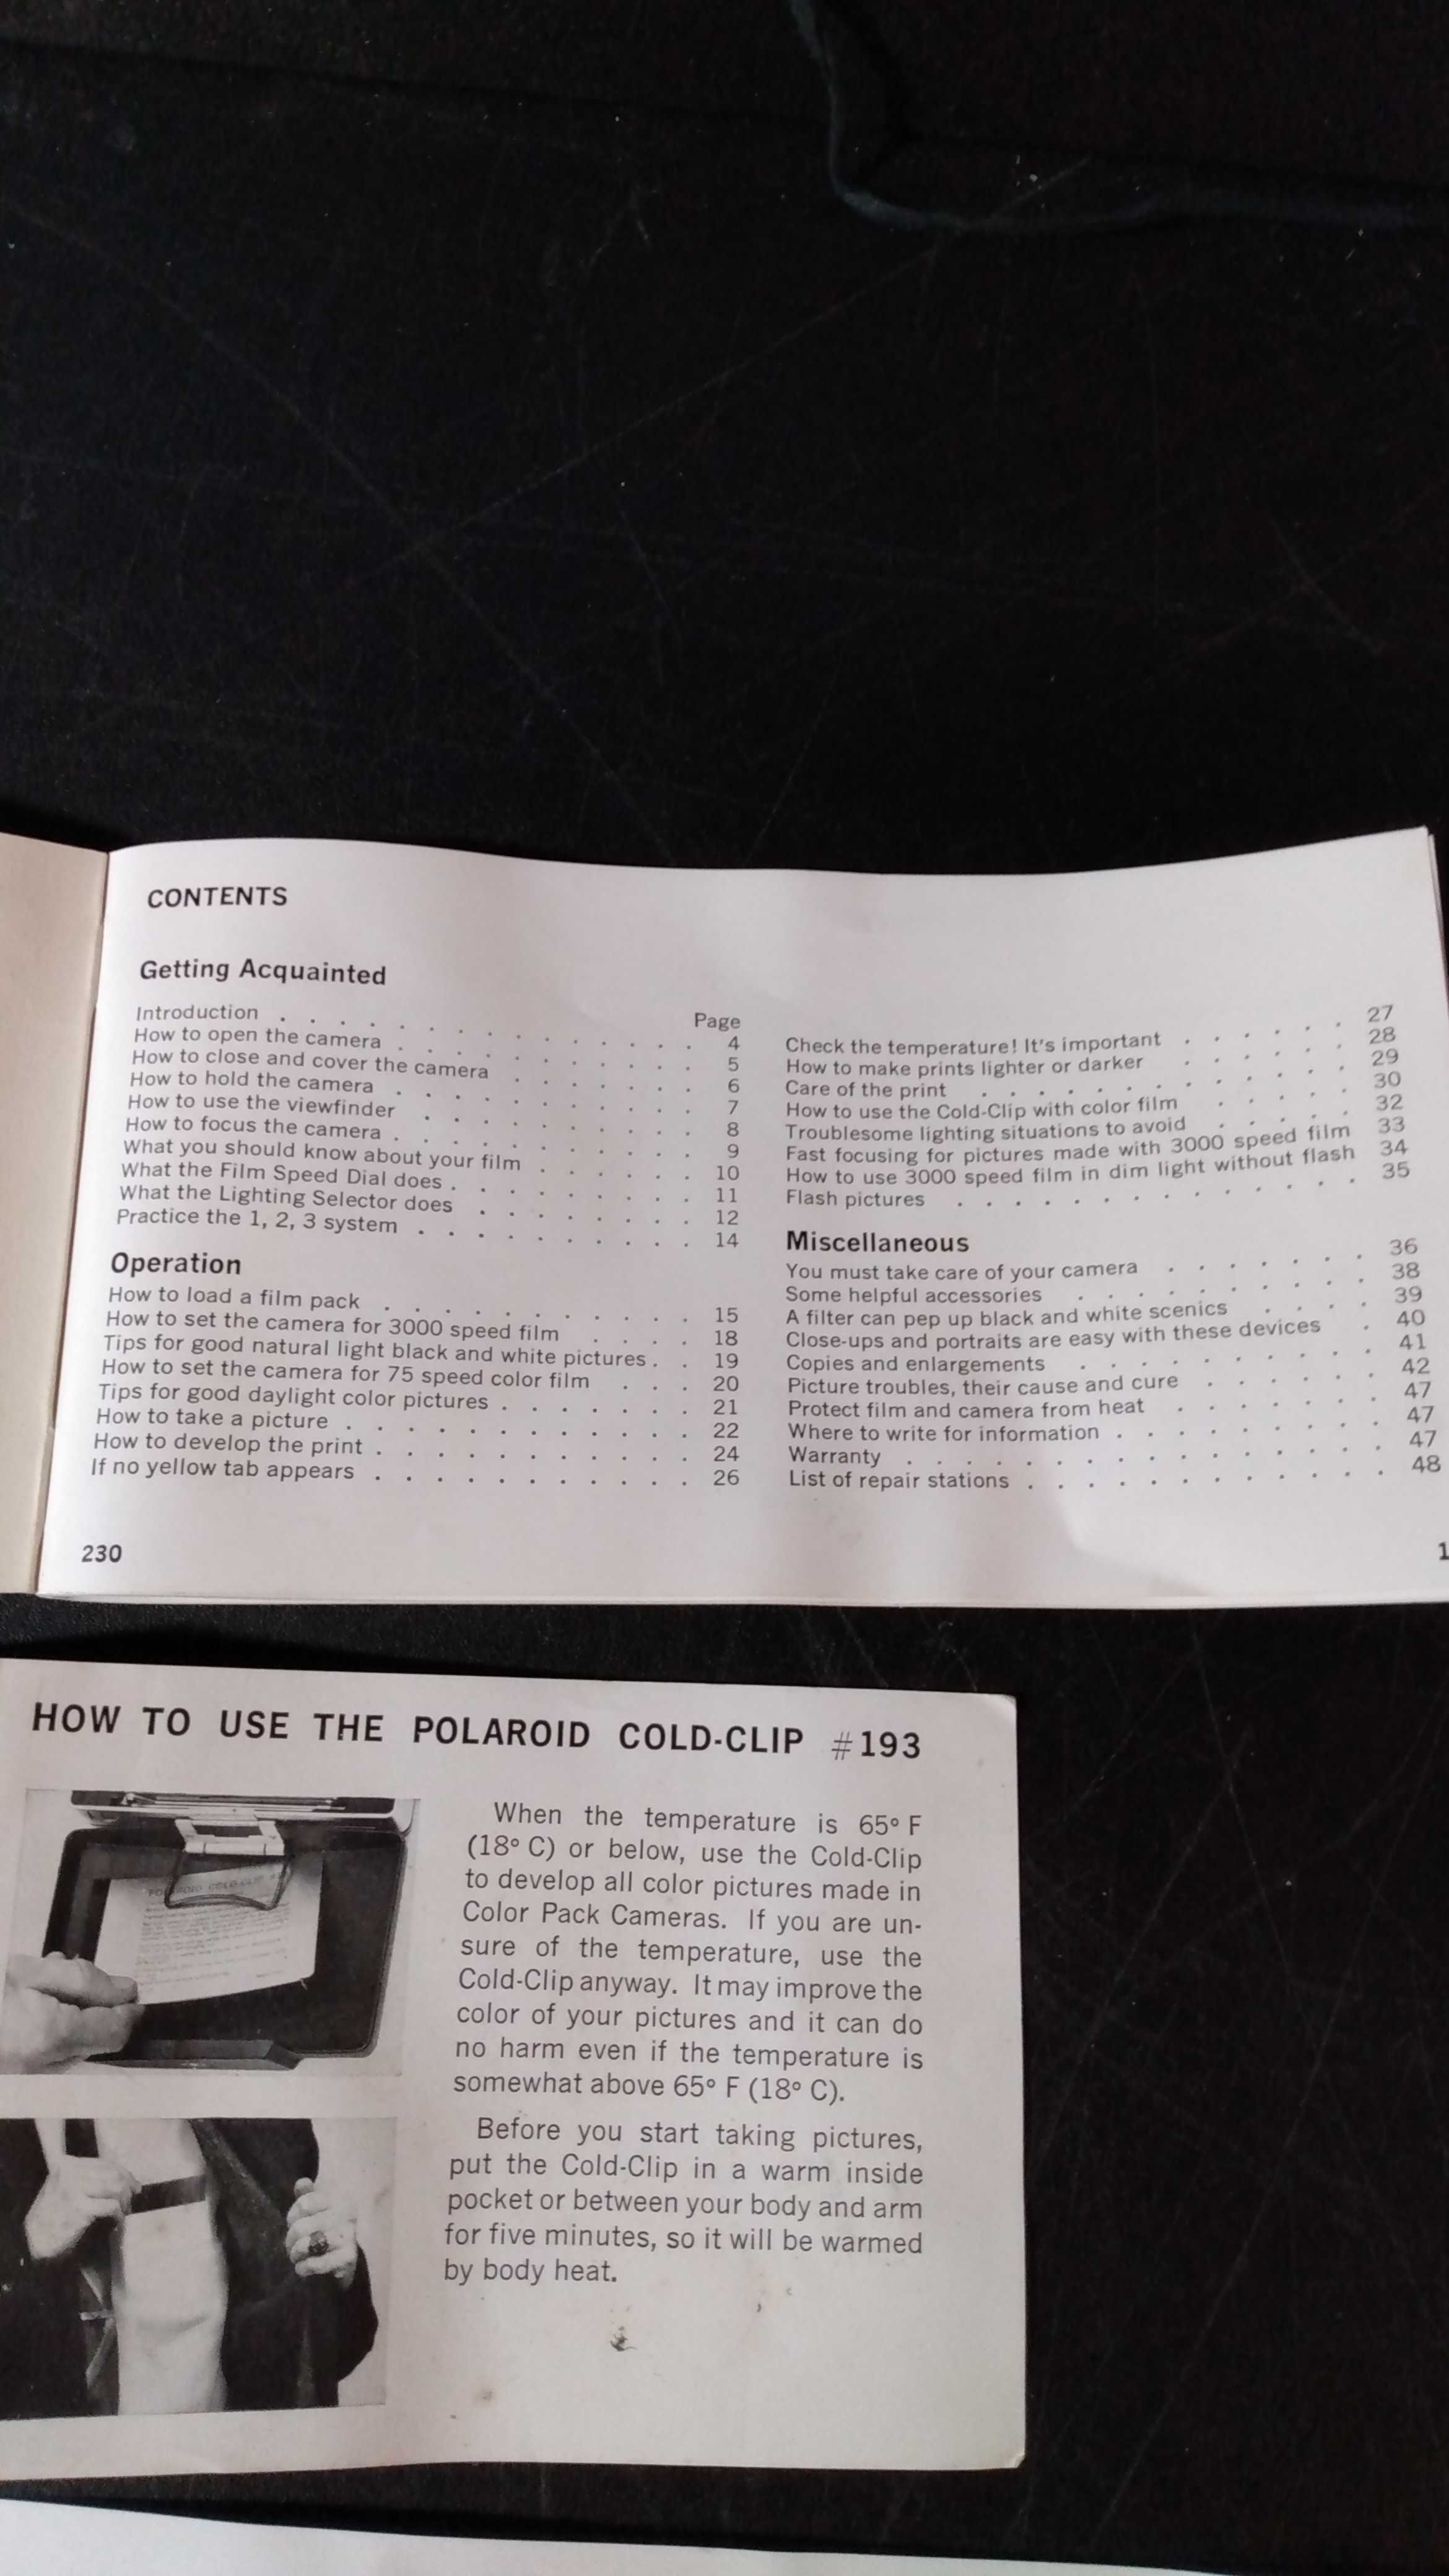 CONTENTS
Getting Acquainted
Page
Introduction . . . . . . . . . . . . . . 4
How to open the camera . . . . . . . . . . 5
How to close and cover the camera . . . . . . 6
How to hold the camera . . . . . . . . . . 7
How to use the viewfinder . . . . . . . . . 8
How to focus the camera . . . . . . . . . . 9
What you should know about your film . . . . . 10
What the Film Speed Dial does . . . . . . . . 11
What the Lighting Selector does . . . . . . . 12
Practice the 1, 2, 3 system . . . . . . . . . 14
Operation
How to load a film pack . . . . . . . . . . 15
How to set the camera for 3000 speed film . . . . 18
Tips for good natural light black and white pictures . . 19
How to set the camera for 75 speed color film . . . 20
Tips for good daylight color pictures . . . . . . . 21
How to take a picture . . . . . . . . . . . . 22
How to develop the print . . . . . . . . . . . 24
If no yellow tab appears . . . . . . . . . . . 26
230
Check the temperature! It's important . . . . . . 27
How to make prints lighter or darker . . . . . . 28
Care of the print . . . . . . . . . . . . . 29
How to use the Cold-Clip with color film . . . . . 30
Troublesome lighting situations to avoid . . . . . 32
Fast focusing for pictures made with 3000 speed film 33
How to use 3000 speed film in dim light without flash 34
Flash pictures . . . . . . . . . . . . . . 35
Miscellaneous
You must take care of your camera . . . . . . . 36
Some helpful accessories . . . . . . . . . . 38
A filter can pep up black and white scenics . . . . 39
Close-ups and portraits are easy with these devices . 40
Copies and enlargements . . . . . . . . . . 41
Picture troubles, their cause and cure . . . . . . 42
Protect film and camera from heat . . . . . . . 47
Where to write for information . . . . . . . . . 47
Warranty . . . . . . . . . . . . . . . . 47
List of repair stations . . . . . . . . . . . . 48
1
HOW TO USE THE POLAROID COLD-CLIP #193
POLAROID COLD-CLIP
When the temperature is 65° F
(18° C) or below, use the Cold-Clip
to develop all color pictures made in
Color Pack Cameras. If you are un-
sure of the temperature, use the
Cold-Clip anyway. It may improve the
color of your pictures and it can do
no harm even if the temperature is
somewhat above 65° F (18° C).
Before you start taking pictures,
put the Cold-Clip in a warm inside
pocket or between your body and arm
for five minutes, so it will be warmed
by body heat.